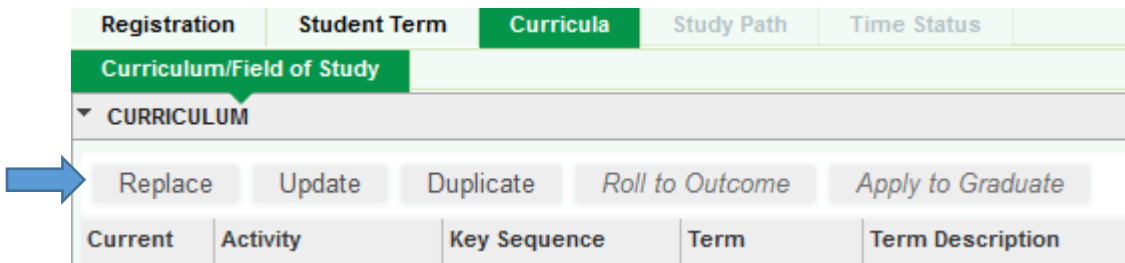 Registration Student Term Curricula Study Path Time Status
Curriculum/Field of Study
CURRICULUM
Replace Update Duplicate Roll to Outcome Apply to Graduate
Current Activity Key Sequence Term Term Description